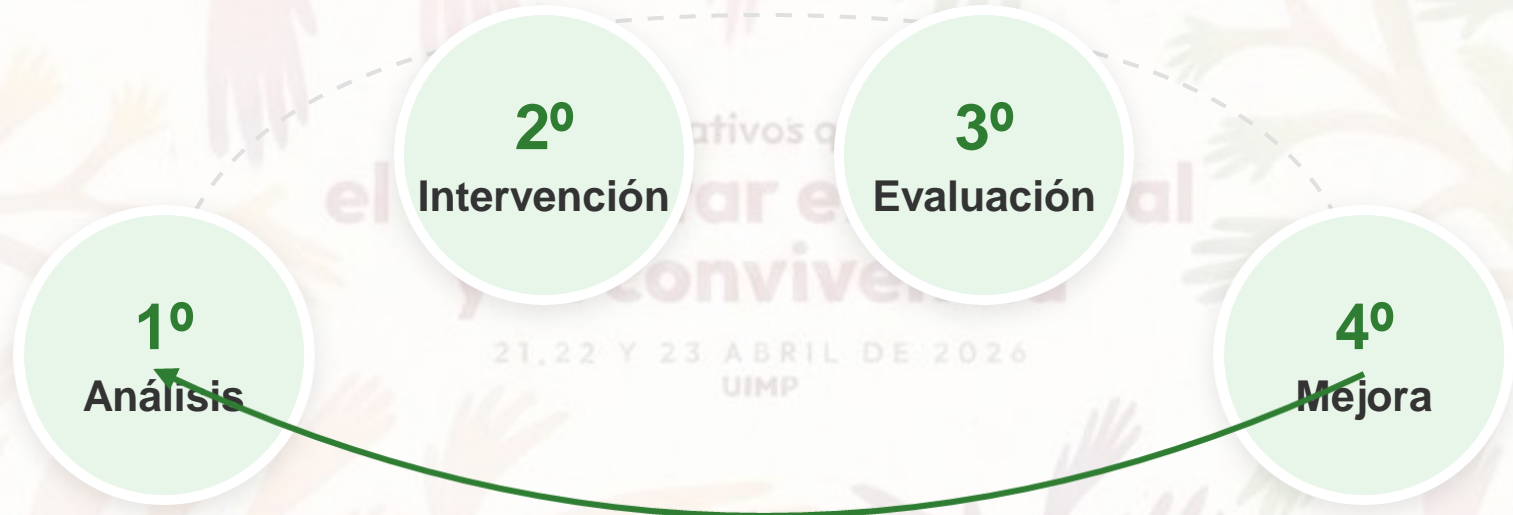 1º
Análisis
2º
Intervención
3º
Evaluación
4º
Mejora
21, 22 Y 23 ABRIL DE 2026
UIMP